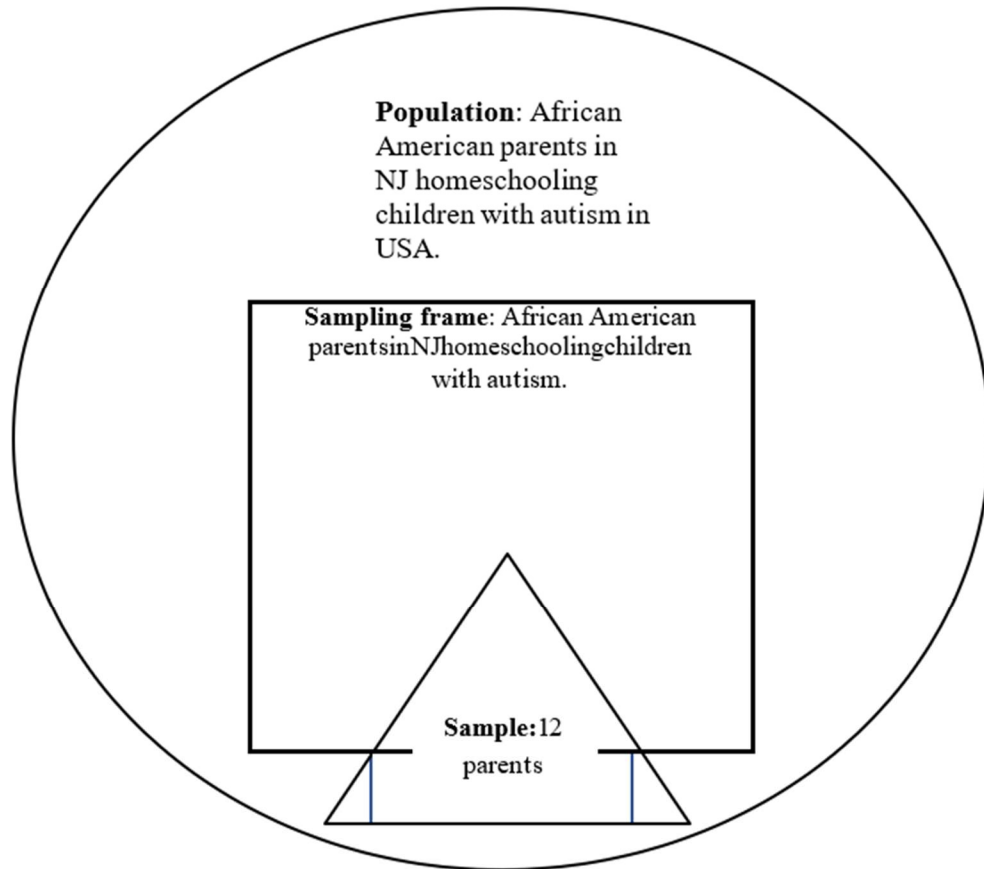 Population: African
American parents in
NJ homeschooling
children with autism in
USA.
Sampling frame: African American
parentsinNJhomeschoolingchildren
with autism.
Sample:12
parents